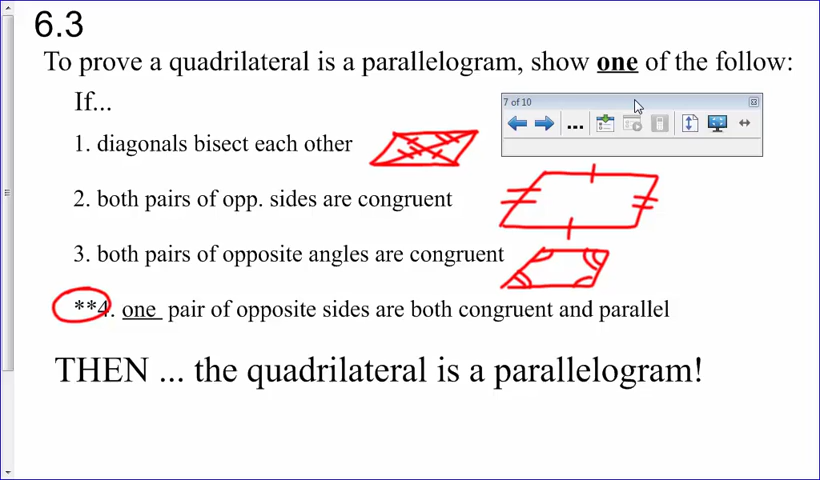 6.3
To prove a quadrilateral is a parallelogram, show one of the follow:
If...
7 of 10
1. diagonals bisect each other
2. both pairs of opp. sides are congruent
3. both pairs of opposite angles are congruent
**4. one pair of opposite sides are both congruent and parallel
THEN ... the quadrilateral is a parallelogram!